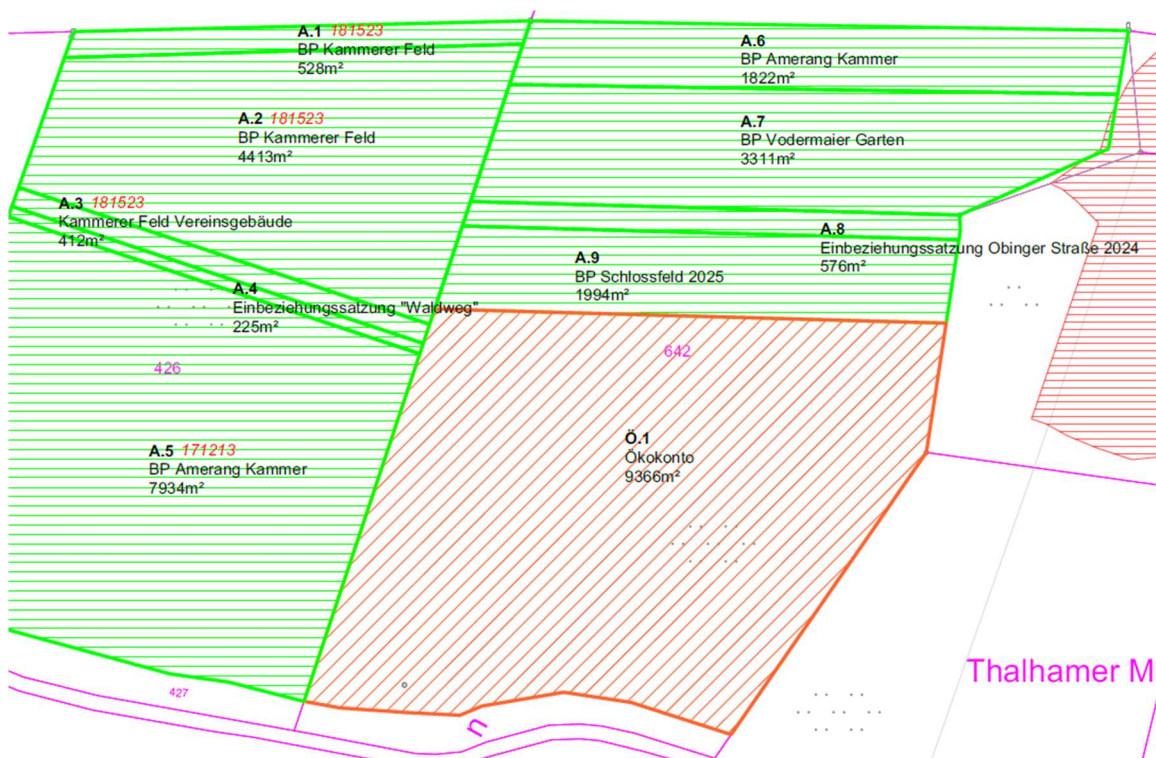 A.1 181523
BP Kammerer Feld
528m²
A.6
BP Amerang Kammer
1822m²
A.2 181523
BP Kammerer Feld
4413m²
A.7
BP Vodermaier Garten
3311m²
A.3 181523
Kammerer Feld Vereinsgebäude
412m²
A.8
Einbeziehungssatzung Obinger Straße 2024
576m²
A.9
BP Schlossfeld 2025
1994m²
A.4
Einbeziehungssatzung "Waldweg"
225m²
426
642
A.5 171213
BP Amerang Kammer
7934m²
Ö.1
Ökokonto
9366m²
Thalhamer M
427
n